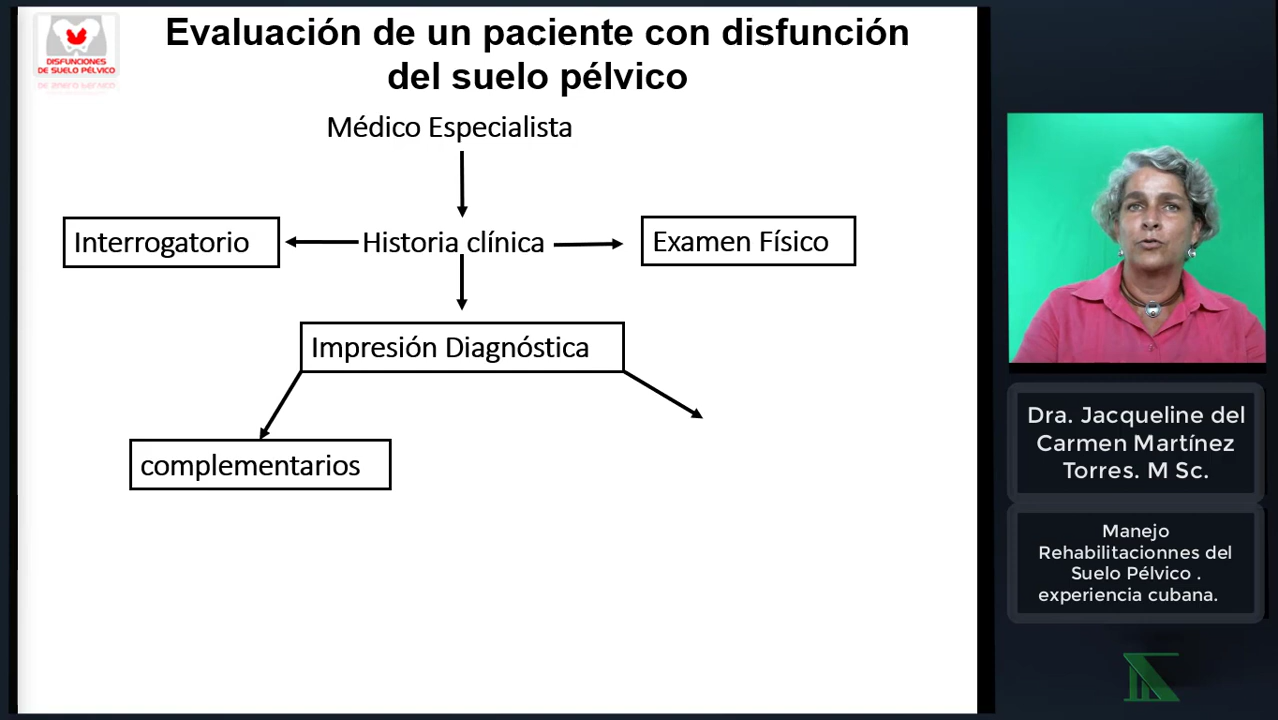 Evaluación de un paciente con disfunción
del suelo pélvico
DISFUNCIONES
DE SUELO PÉLVICO
Médico Especialista
Interrogatorio
Historia clínica
Examen Físico
Impresión Diagnóstica
complementarios
Dra. Jacqueline del
Carmen Martínez
Torres. M Sc.
Manejo
Rehabilitacionnes del
Suelo Pélvico .
experiencia cubana.